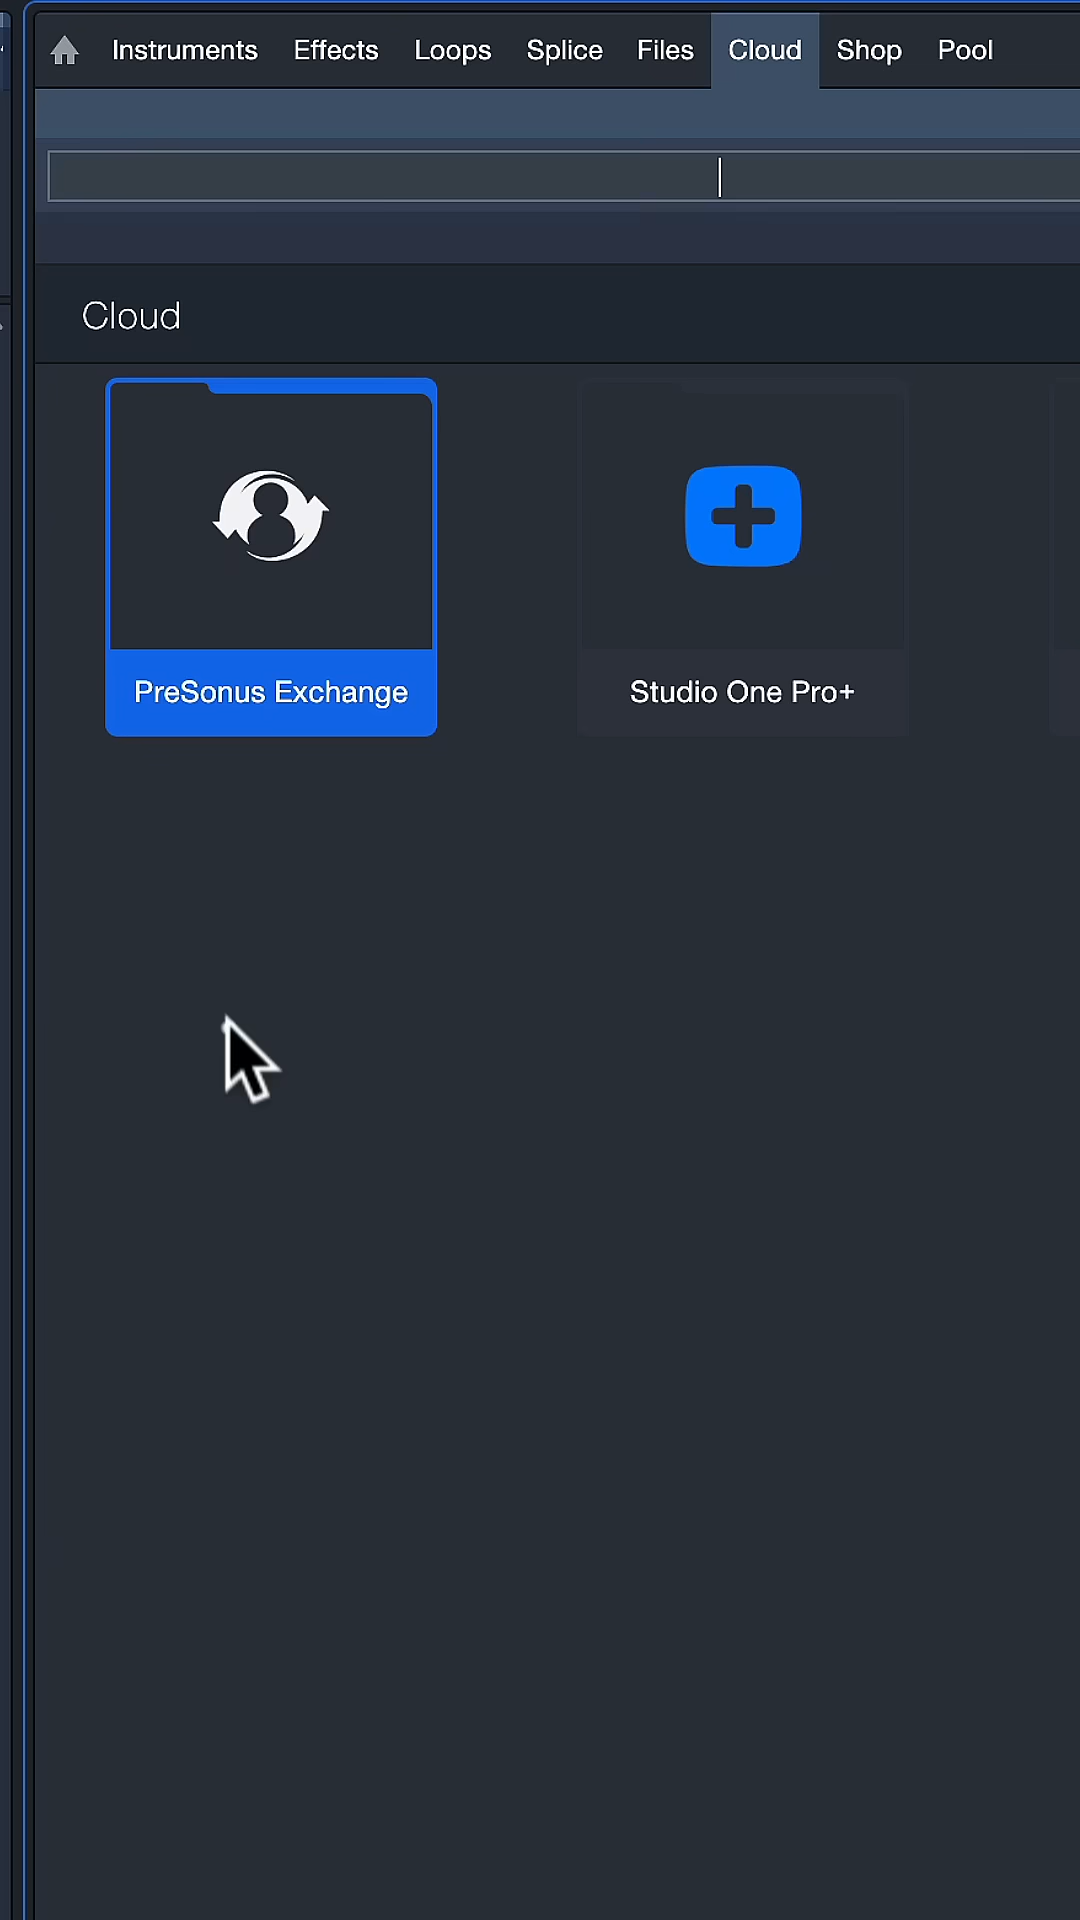 Instruments Effects Loops Splice Files Cloud Shop Pool
Cloud
PreSonus Exchange
Studio One Pro+